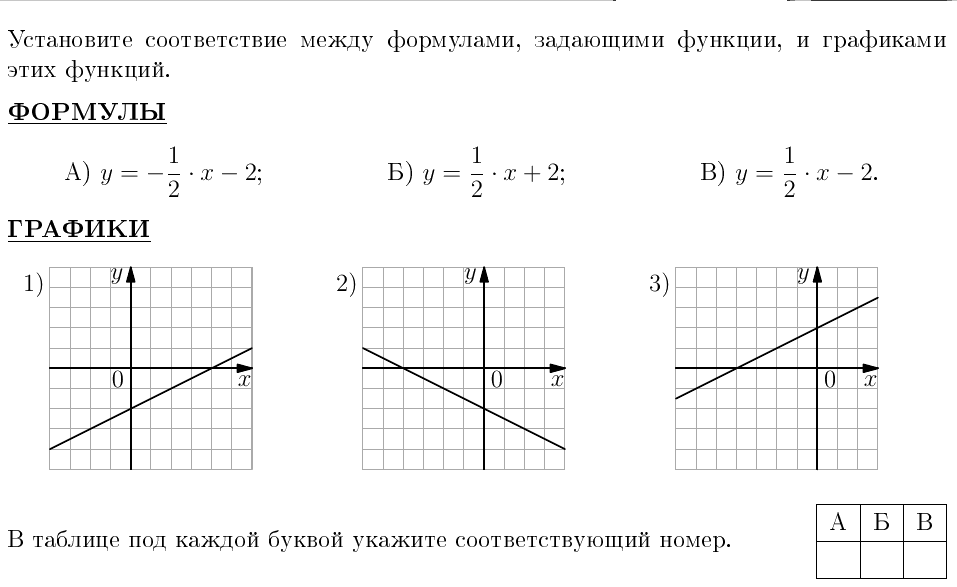 Установите соответствие между формулами, задающими функции, и графиками
этих функций.
ФОРМУЛЫ
А) y = −1/2 · x − 2; Б) y = 1/2 · x + 2; В) y = 1/2 · x − 2.
ГРАФИКИ
1) y 0 x 2) y 0 x 3) y 0 x
А Б В
В таблице под каждой буквой укажите соответствующий номер.